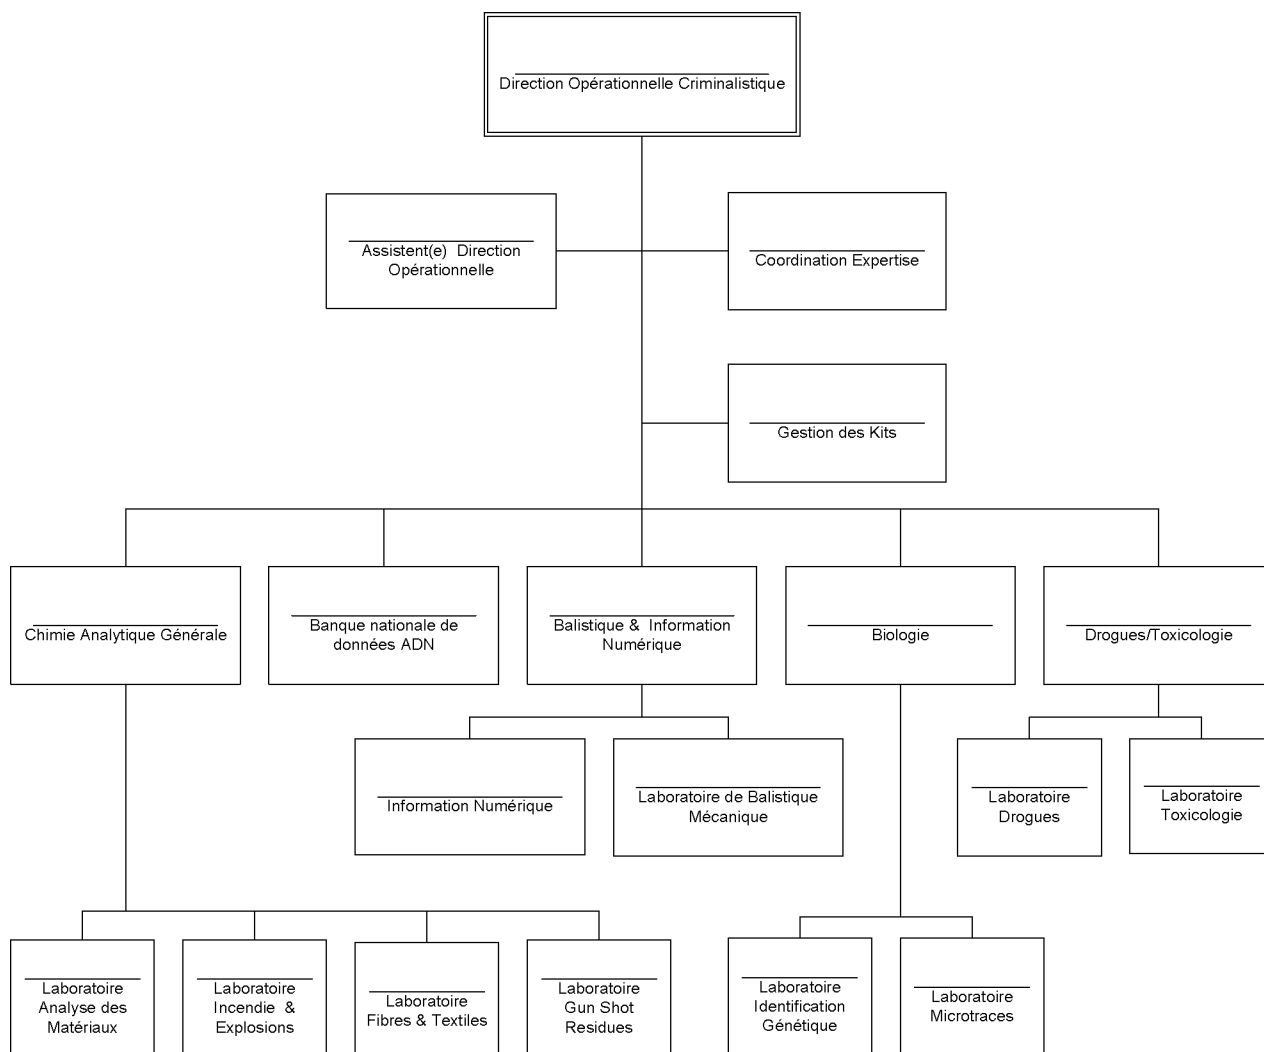 Direction Opérationnelle Criminalistique
Assistent(e) Direction
Opérationnelle
Coordination Expertise
Gestion des Kits
Chimie Analytique Générale
Banque nationale de
données ADN
Balistique & Information
Numérique
Biologie
Drogues/Toxicologie
Information Numérique
Laboratoire de Balistique
Mécanique
Laboratoire
Drogues
Laboratoire
Toxicologie
Laboratoire
Analyse des
Matériaux
Laboratoire
Incendie &
Explosions
Laboratoire
Fibres & Textiles
Laboratoire
Gun Shot
Residues
Laboratoire
Identification
Génétique
Laboratoire
Microtraces